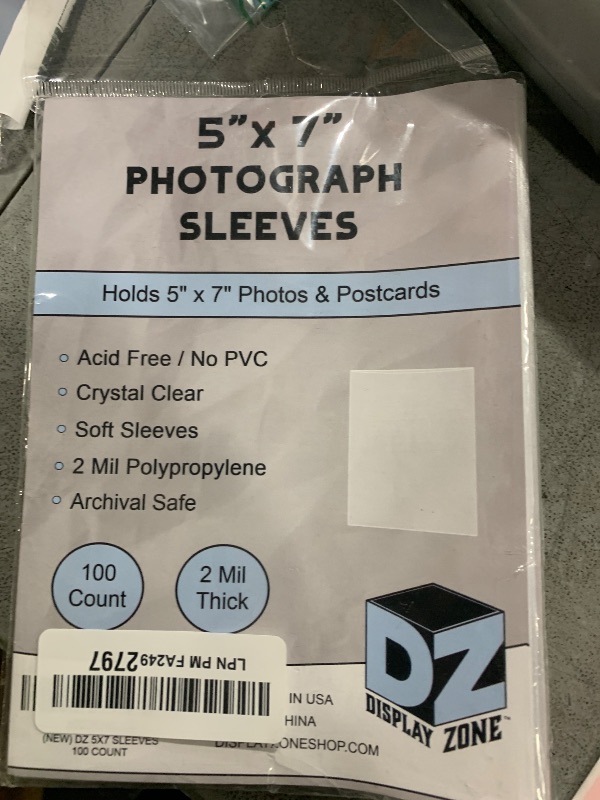 5” x 7”
PHOTOGRAPH
SLEEVES
Holds 5" x 7" Photos & Postcards
Acid Free / No PVC
Crystal Clear
Soft Sleeves
2 Mil Polypropylene
Archival Safe
100
Count
2 Mil
Thick
LPN PM FA2492797
IN USA
HINA
(NEW) DZ 5X7 SLEEVES
100 COUNT
DISPLAYZONESHOP.COM
DZ
DISPLAY ZONE™